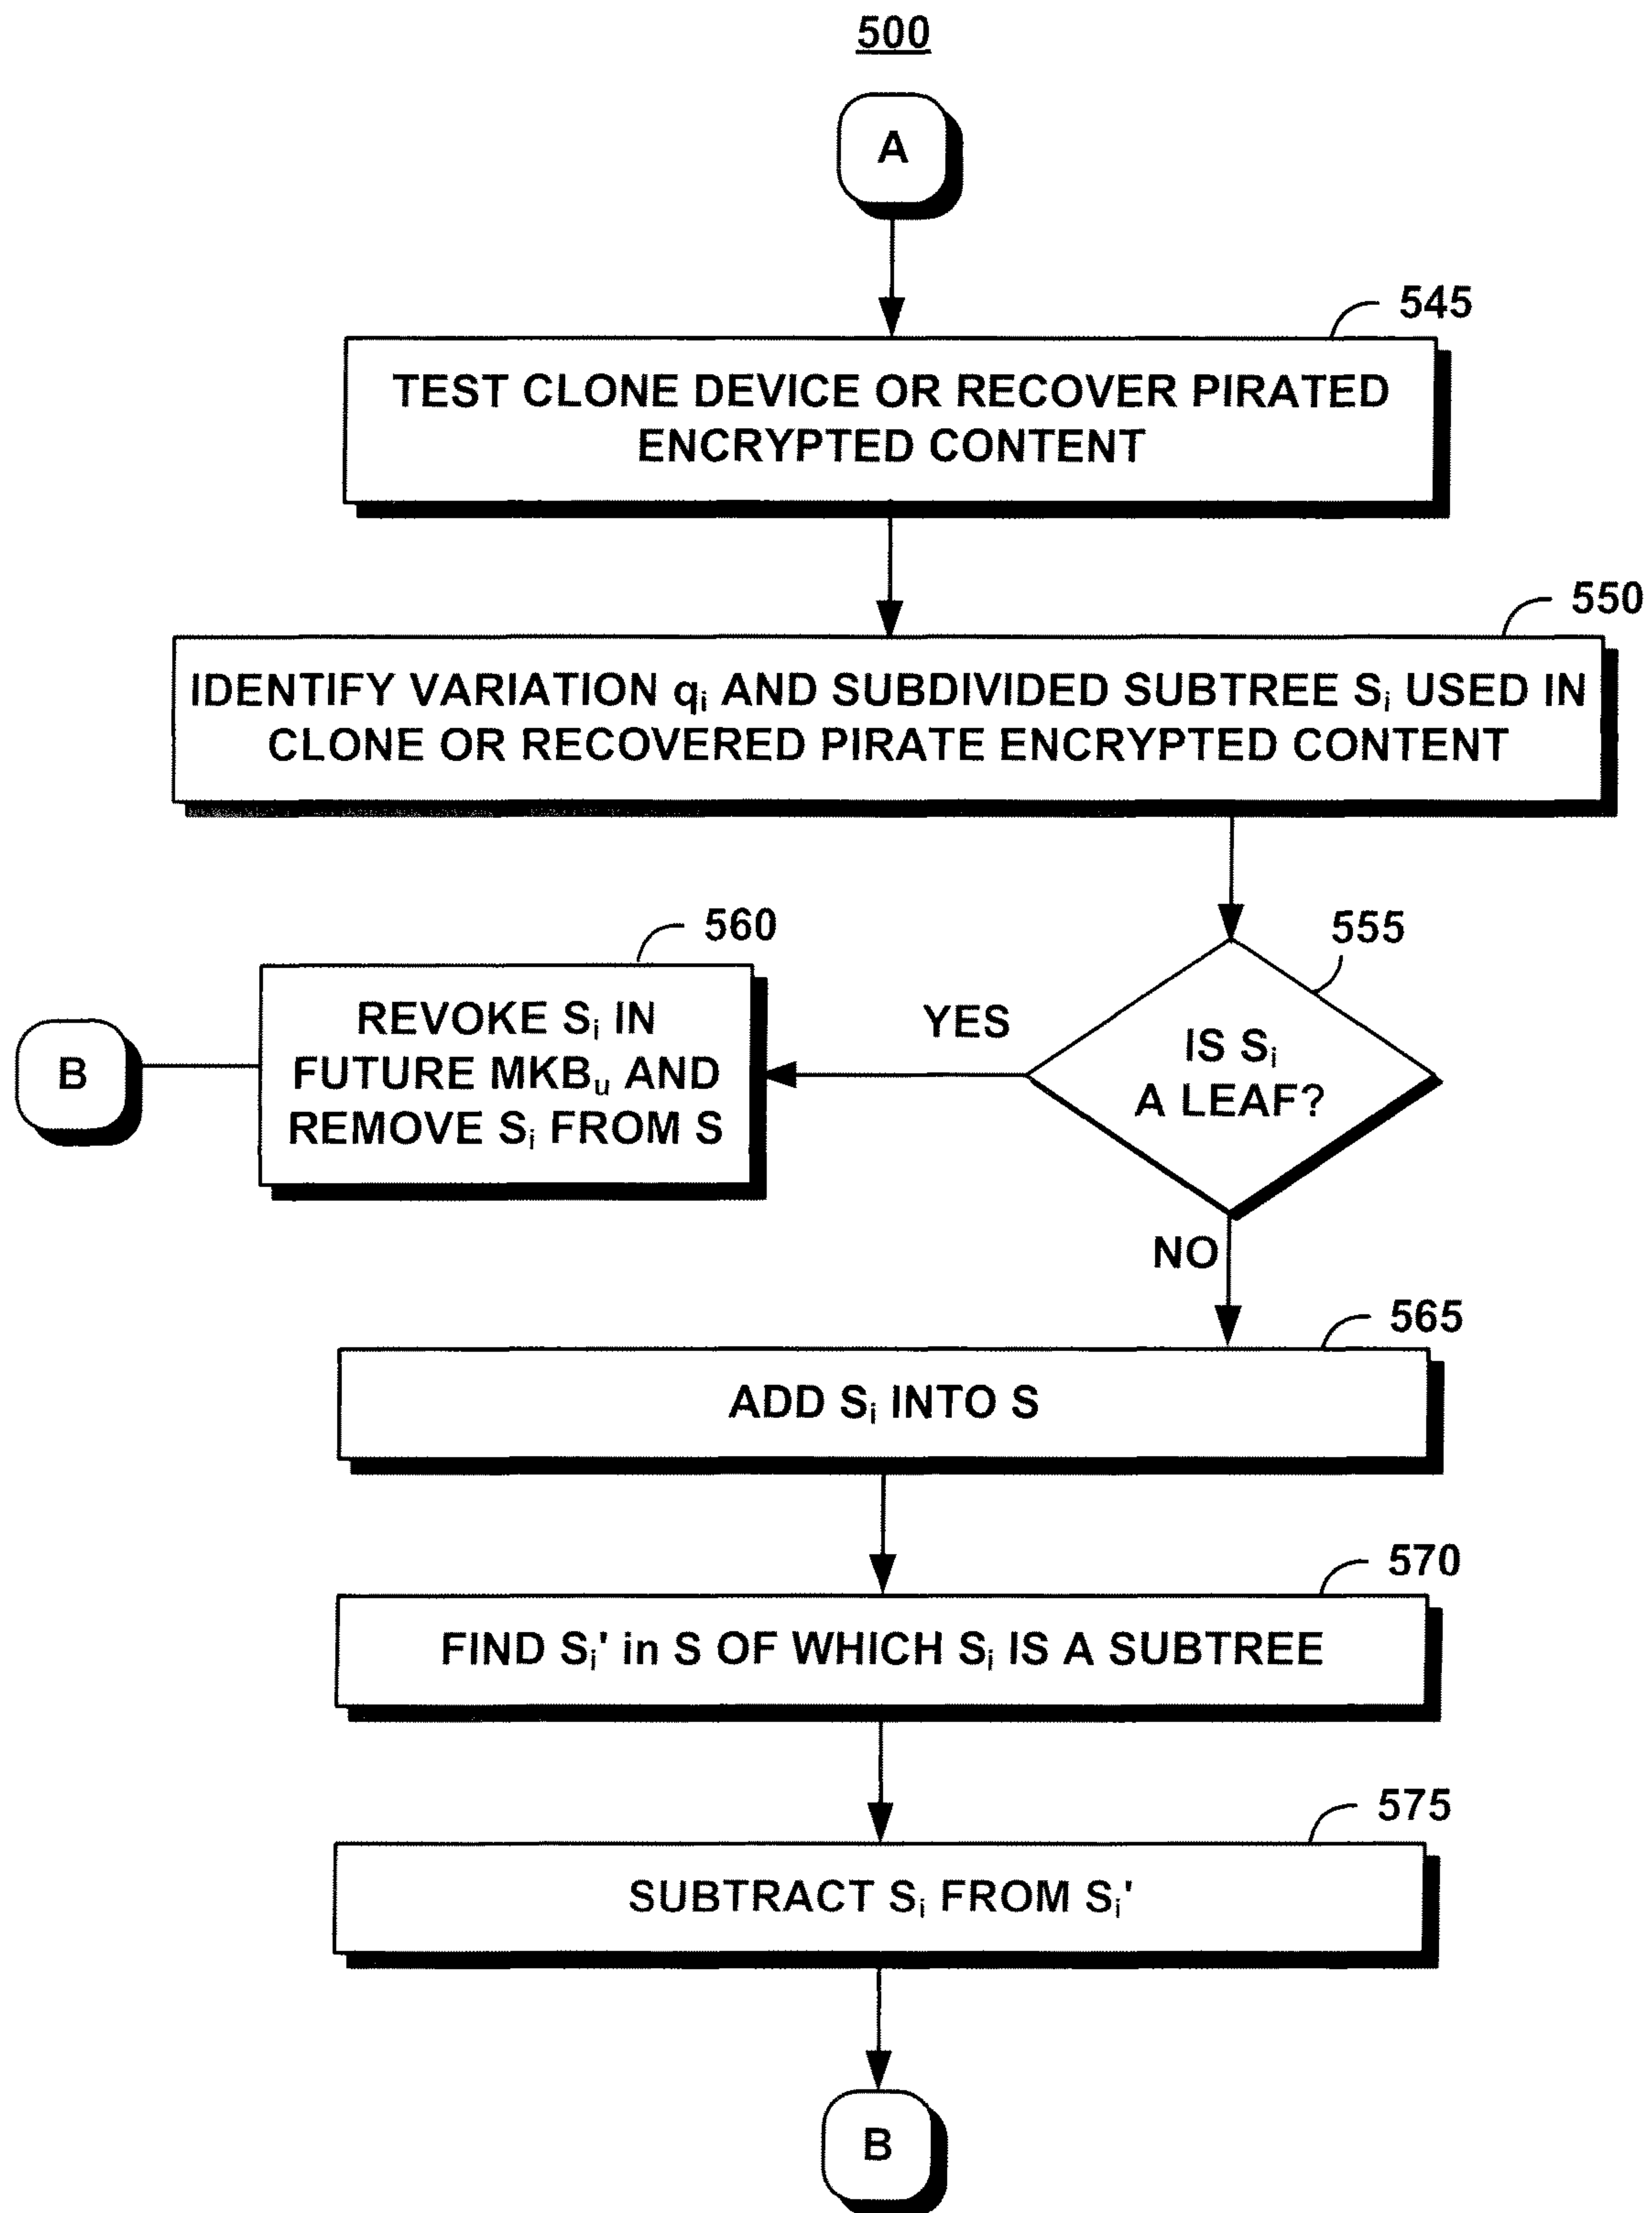 500
A
545
TEST CLONE DEVICE OR RECOVER PIRATED
ENCRYPTED CONTENT
550
IDENTIFY VARIATION qi AND SUBDIVIDED SUBTREE Si USED IN
CLONE OR RECOVERED PIRATE ENCRYPTED CONTENT
555
IS Si
A LEAF?
YES
560
REVOKE Si IN
FUTURE MKBu AND
REMOVE Si FROM S
B
NO
565
ADD Si INTO S
570
FIND Si' in S OF WHICH Si IS A SUBTREE
575
SUBTRACT Si FROM Si'
B